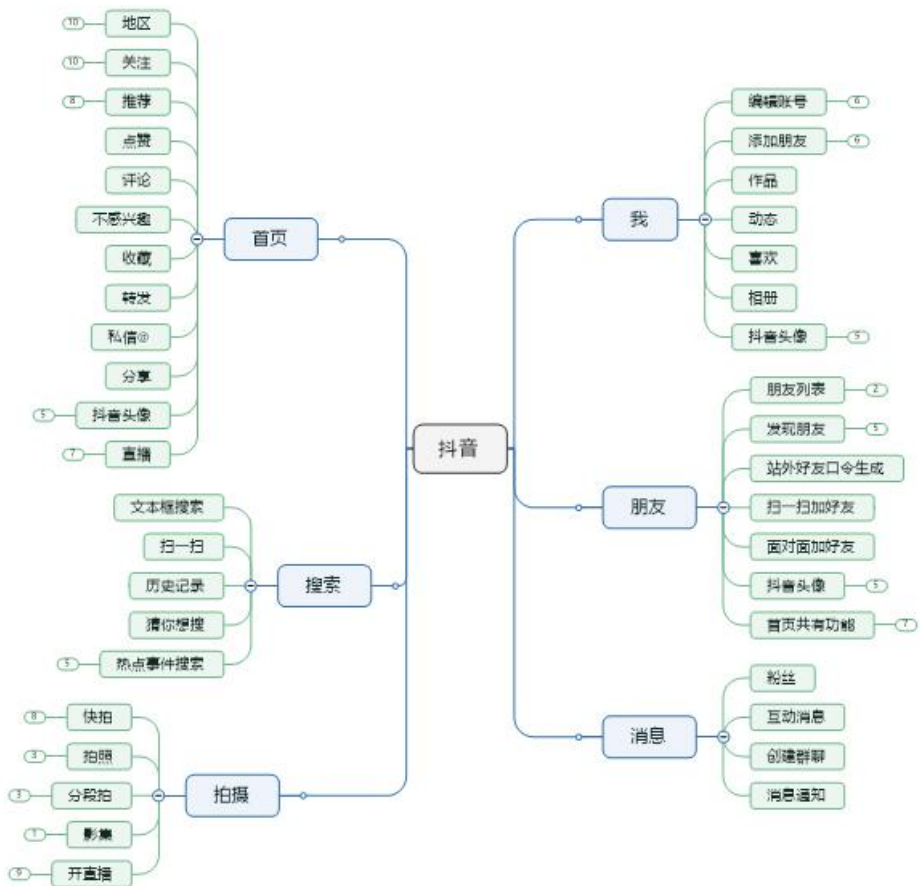 抖音
首页
10
地区
10
关注
8
推荐
点赞
评论
不感兴趣
收藏
转发
私信@
分享
5
抖音头像
7
直播
搜索
文本框搜索
扫一扫
历史记录
猜你想搜
5
热点事件搜索
拍摄
8
快拍
3
拍照
3
分段拍
1
影集
9
开直播
我
编辑账号
6
添加朋友
6
作品
动态
喜欢
相册
抖音头像
5
朋友
朋友列表
2
发现朋友
5
站外好友口令生成
扫一扫加好友
面对面加好友
抖音头像
5
首页共有功能
7
消息
粉丝
互动消息
创建群聊
消息通知